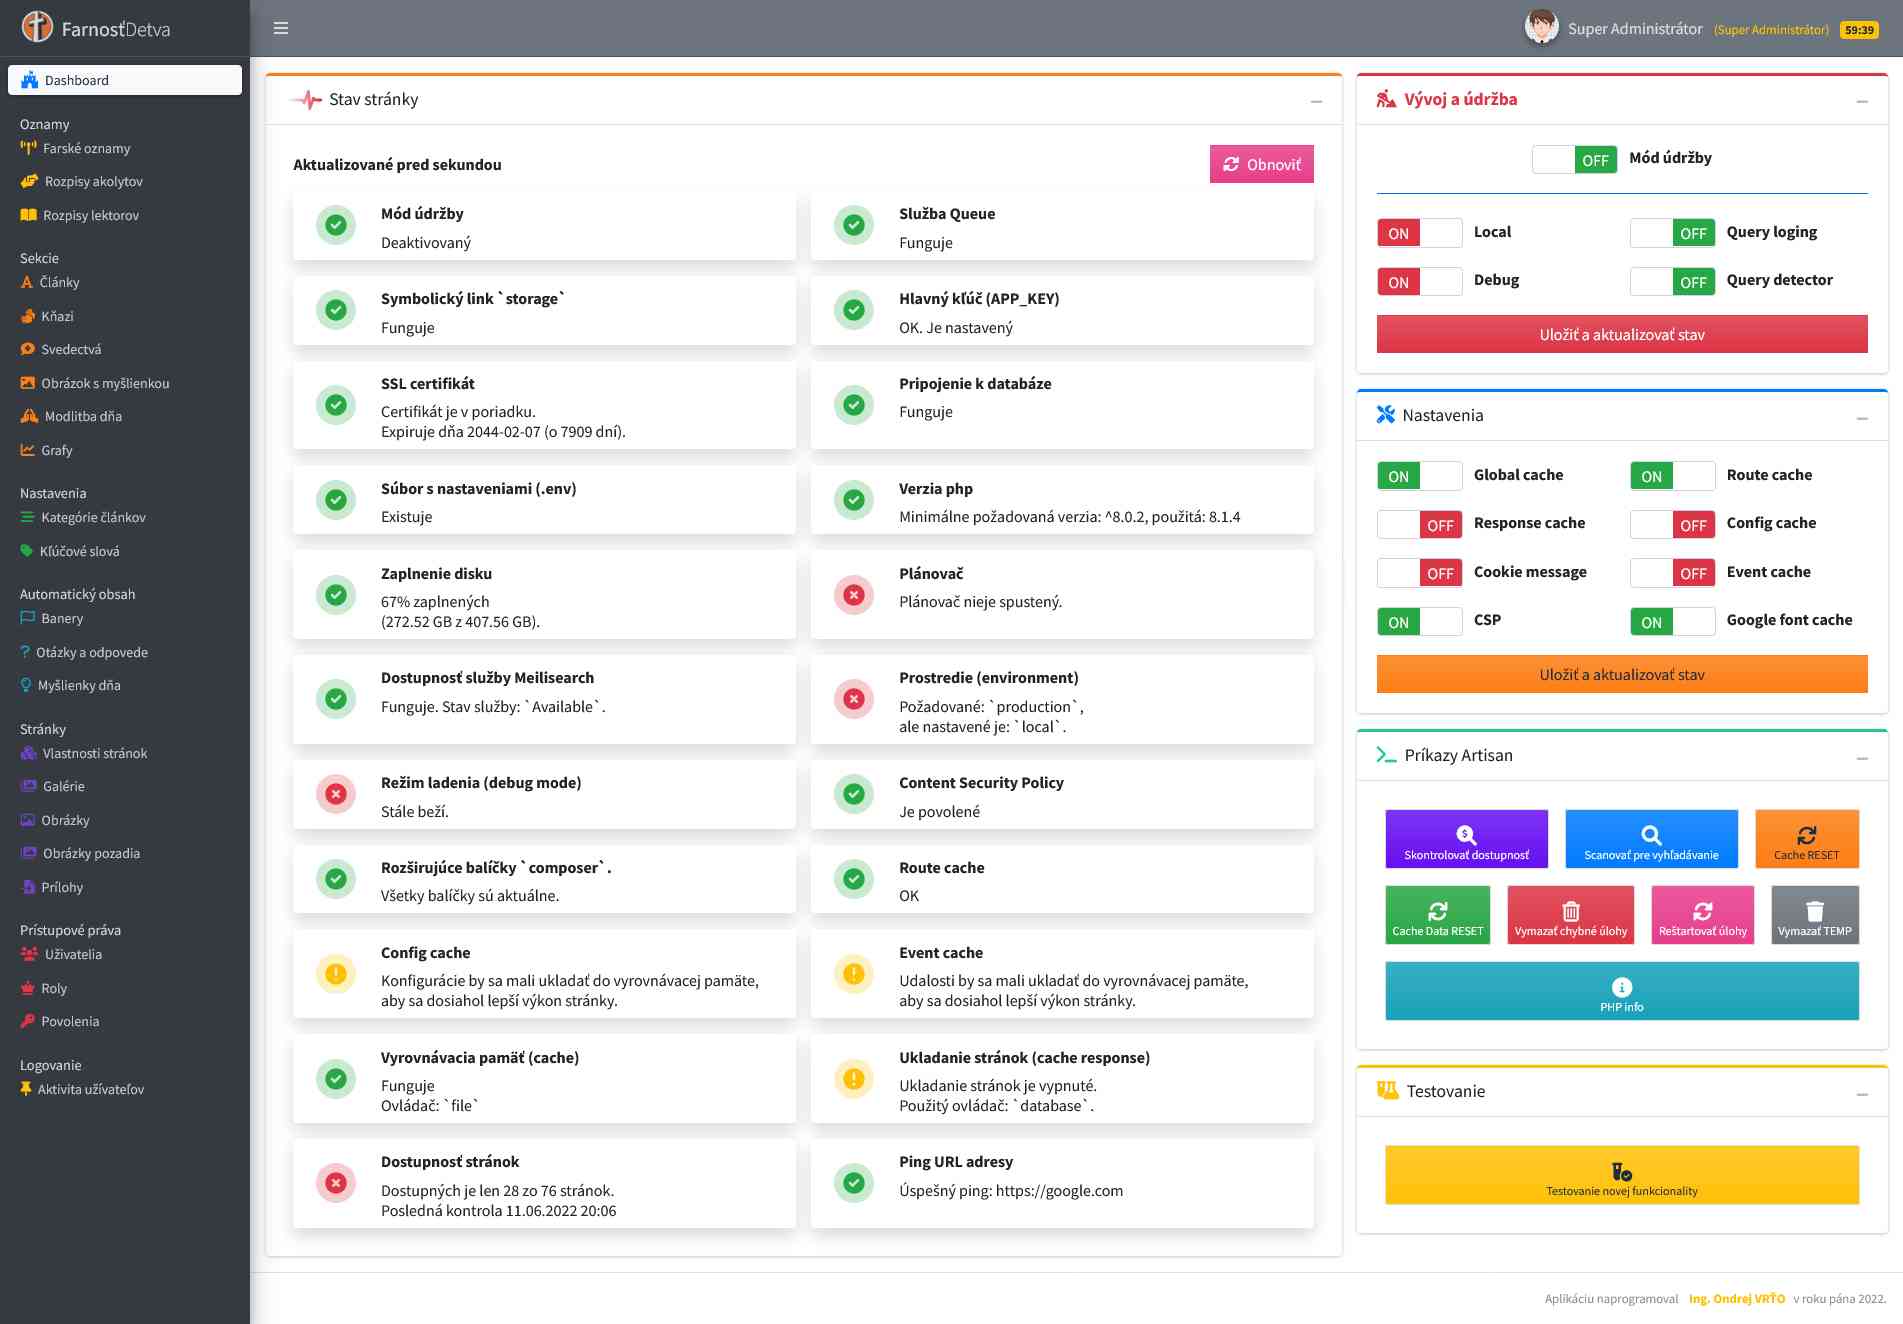 FarnosťDetva
Super Administrátor (Super Administrátor) 59:39
Dashboard
Oznamy
Farské oznamy
Rozpisy akolytov
Rozpisy lektorov
Sekcie
Články
Kňazi
Svedectvá
Obrázok s myšlienkou
Modlitba dňa
Grafy
Nastavenia
Kategórie článkov
Kľúčové slová
Automatický obsah
Banery
Otázky a odpovede
Myšlienky dňa
Stránky
Vlastnosti stránok
Galérie
Obrázky
Obrázky pozadia
Prílohy
Prístupové práva
Užívatelia
Roly
Povolenia
Logovanie
Aktivita užívateľov
Stav stránky
Aktualizované pred sekundou
Obnoviť
Mód údržby
Deaktivovaný
Služba Queue
Funguje
Symbolický link `storage`
Funguje
Hlavný kľúč (APP_KEY)
OK. Je nastavený
SSL certifikát
Certifikát je v poriadku.
Expiruje dňa 2044-02-07 (o 7909 dní).
Pripojenie k databáze
Funguje
Súbor s nastaveniami (.env)
Existuje
Verzia php
Minimálne požadovaná verzia: ^8.0.2, použitá: 8.1.4
Zaplnenie disku
67% zaplnených
(272.52 GB z 407.56 GB).
Plánovač
Plánovač nieje spustený.
Dostupnosť služby Meilisearch
Funguje. Stav služby: `Available`.
Prostredie (environment)
Požadované: `production`,
ale nastavené je: `local`.
Režim ladenia (debug mode)
Stále beží.
Content Security Policy
Je povolené
Rozširujúce balíčky `composer`.
Všetky balíčky sú aktuálne.
Route cache
OK
Config cache
Konfigurácie by sa mali ukladať do vyrovnávacej pamäte,
aby sa dosiahol lepší výkon stránky.
Event cache
Udalosti by sa mali ukladať do vyrovnávacej pamäte,
aby sa dosiahol lepší výkon stránky.
Vyrovnávacia pamäť (cache)
Funguje
Ovládač: `file`
Ukladanie stránok (cache response)
Ukladanie stránok je vypnuté.
Použitý ovládač: `database`.
Dostupnosť stránok
Dostupných je len 28 zo 76 stránok.
Posledná kontrola 11.06.2022 20:06
Ping URL adresy
Úspešný ping: https://google.com
Vývoj a údržba
OFF Mód údržby
ON Local OFF Query loging
ON Debug OFF Query detector
Uložiť a aktualizovať stav
Nastavenia
ON Global cache ON Route cache
OFF Response cache OFF Config cache
OFF Cookie message OFF Event cache
ON CSP ON Google font cache
Uložiť a aktualizovať stav
Príkazy Artisan
Skontrolovať dostupnosť Scanovať pre vyhľadávanie Cache RESET
Cache Data RESET Vymazať chybné úlohy Reštartovať úlohy Vymazať TEMP
PHP info
Testovanie
Testovanie novej funkcionality
Aplikáciu naprogramoval Ing. Ondrej VRŤO v roku pána 2022.